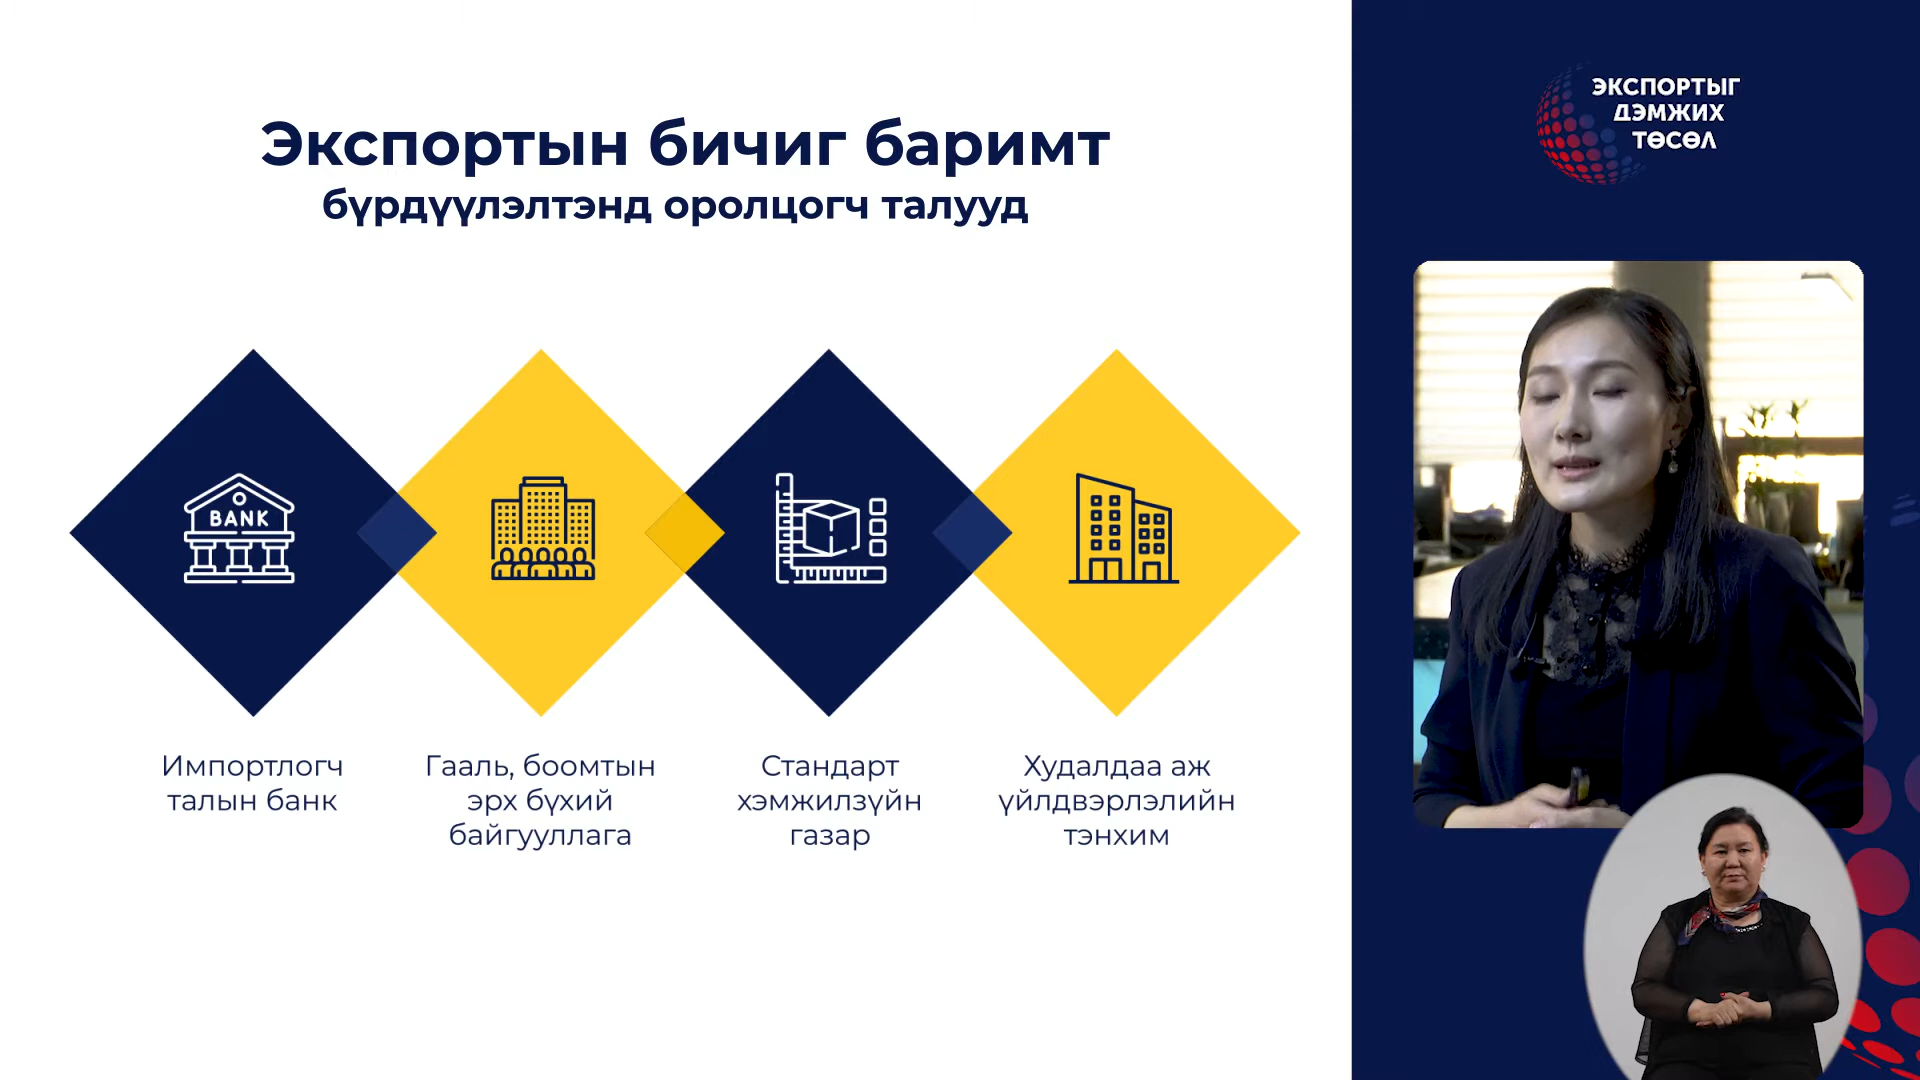 Экспортын бичиг баримт
бүрдүүлэлтэнд оролцогч талууд
BANK
Импортлогч
талын банк
Гааль, боомтын
эрх бүхий
байгууллага
Стандарт
хэмжилзүйн
газар
Худалдаа аж
үйлдвэрлэлийн
тэнхим
ЭКСПОРТЫГ
ДЭМЖИХ
ТӨСӨЛ